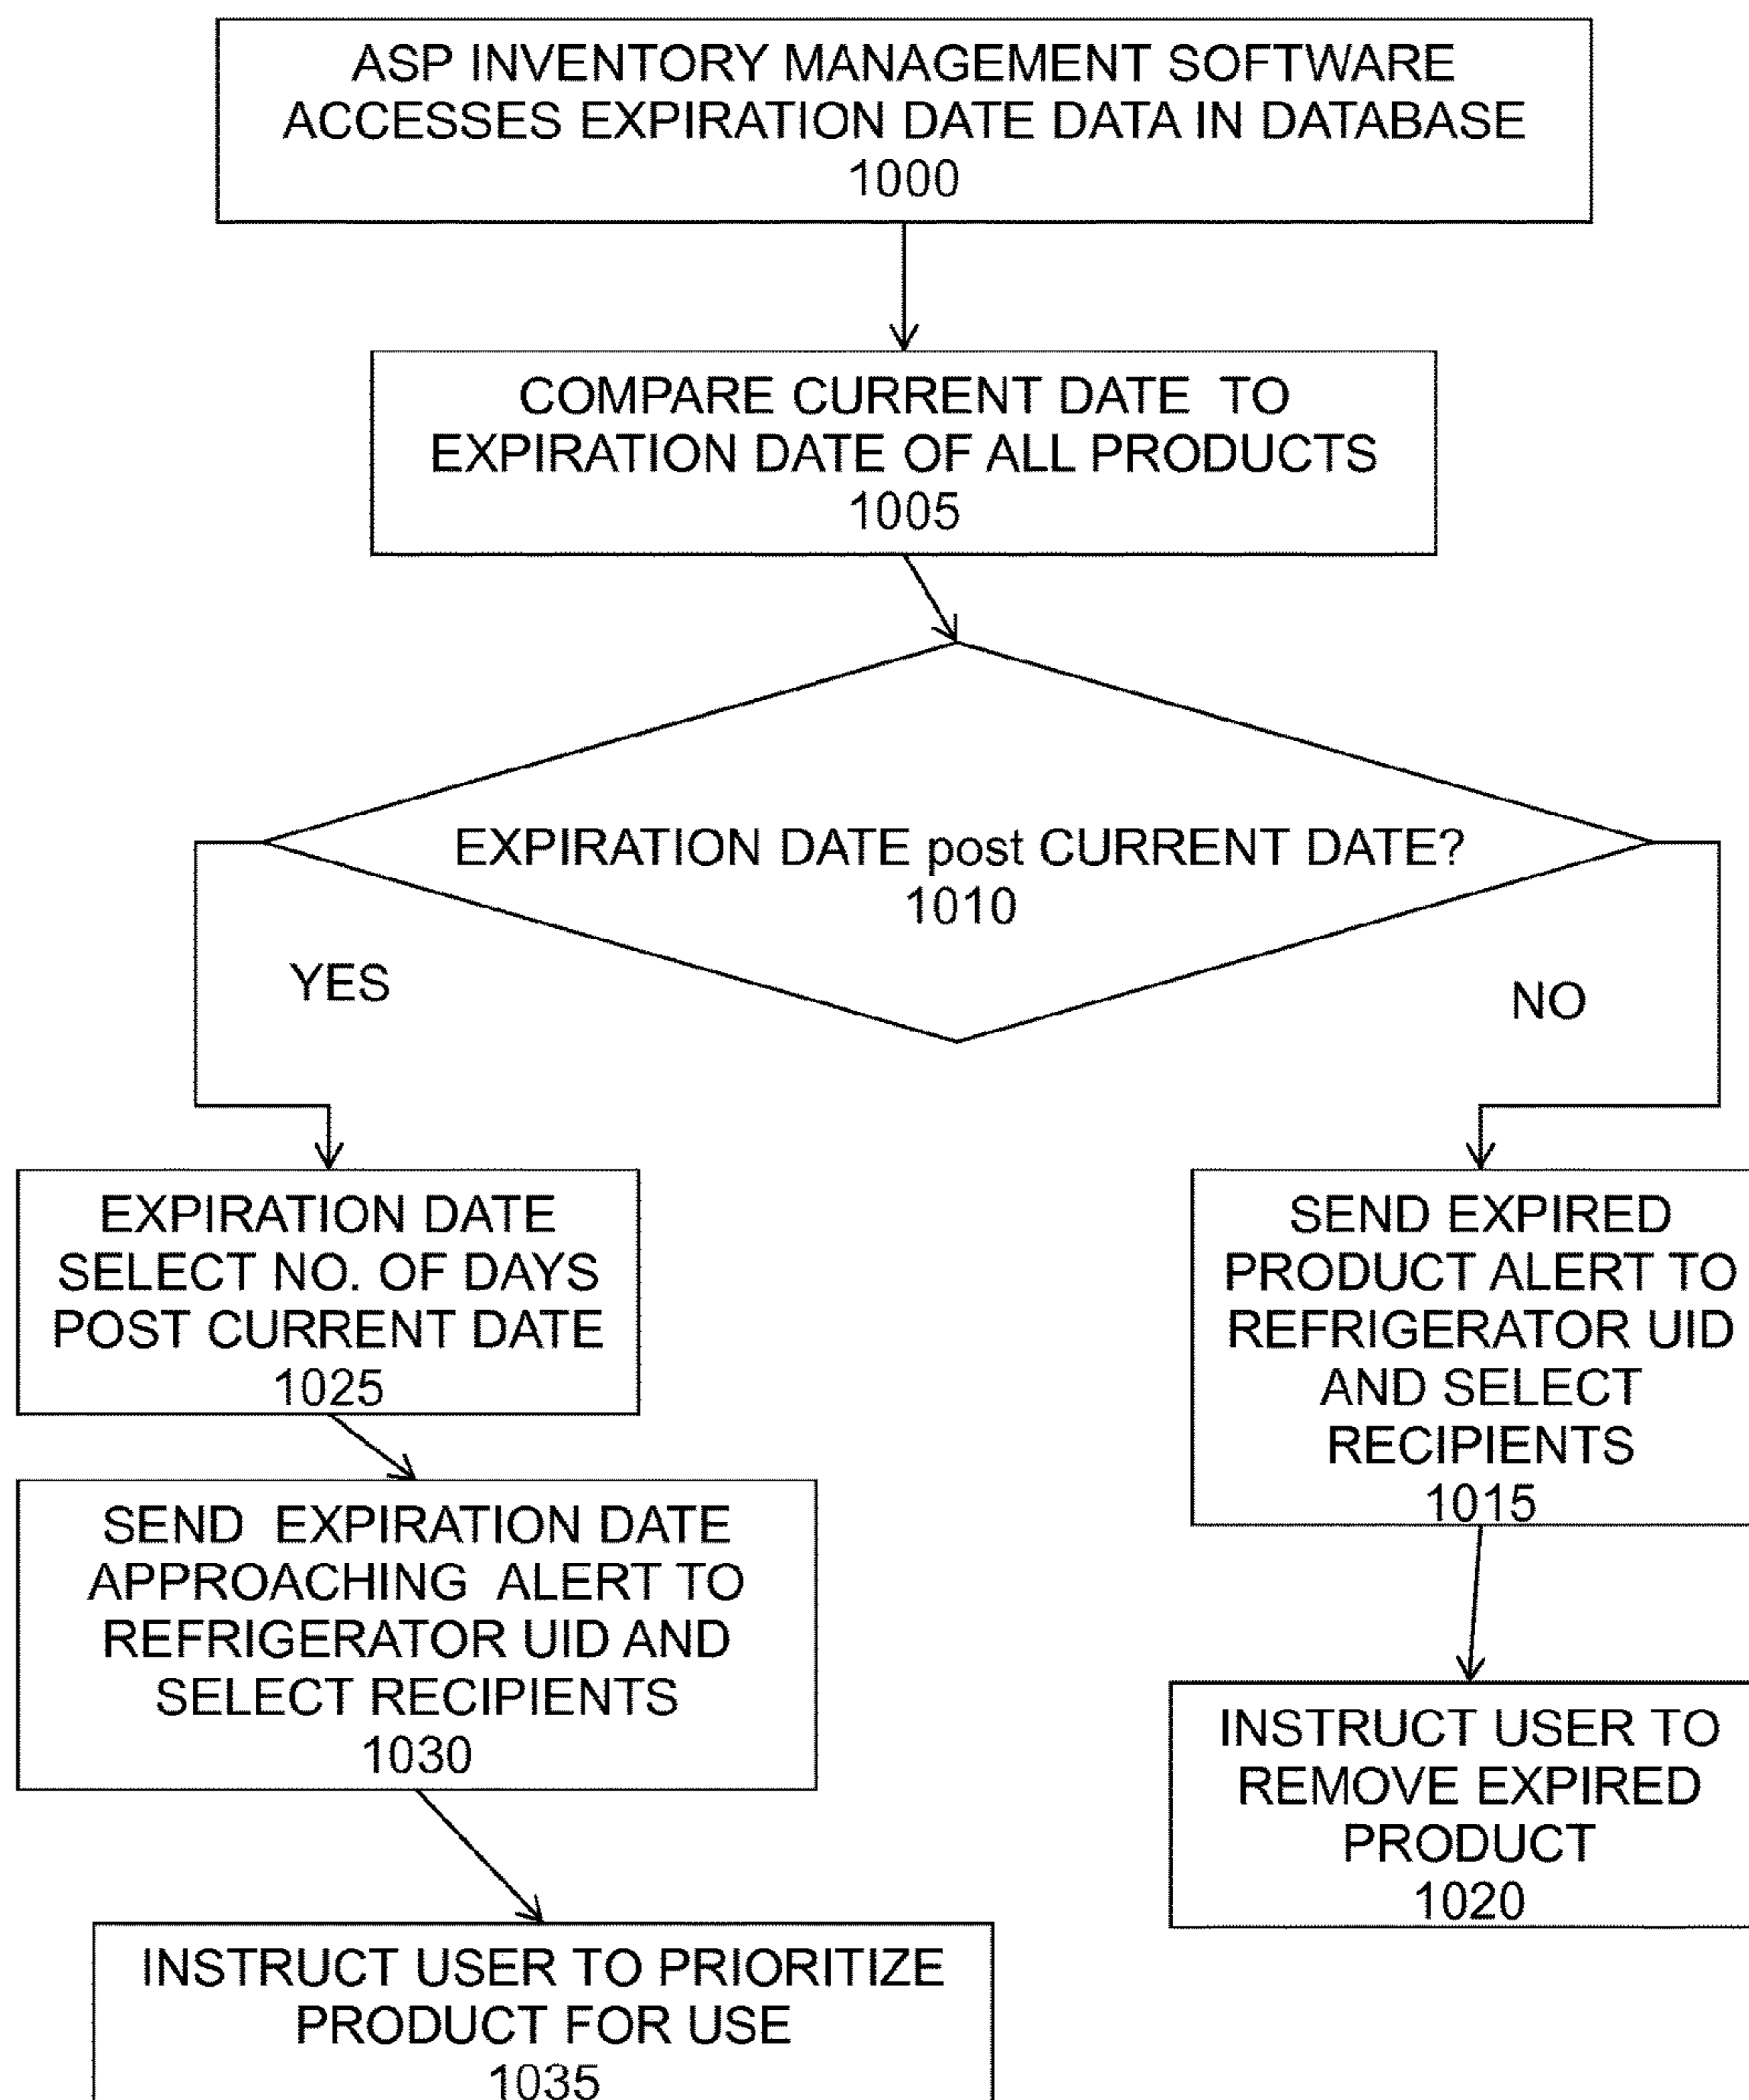 ASP INVENTORY MANAGEMENT SOFTWARE
ACCESSES EXPIRATION DATE DATA IN DATABASE
1000
COMPARE CURRENT DATE TO
EXPIRATION DATE OF ALL PRODUCTS
1005
EXPIRATION DATE post CURRENT DATE?
1010
YES
NO
EXPIRATION DATE
SELECT NO. OF DAYS
POST CURRENT DATE
1025
SEND EXPIRATION DATE
APPROACHING ALERT TO
REFRIGERATOR UID AND
SELECT RECIPIENTS
1030
INSTRUCT USER TO PRIORITIZE
PRODUCT FOR USE
1035
SEND EXPIRED
PRODUCT ALERT TO
REFRIGERATOR UID
AND SELECT
RECIPIENTS
1015
INSTRUCT USER TO
REMOVE EXPIRED
PRODUCT
1020